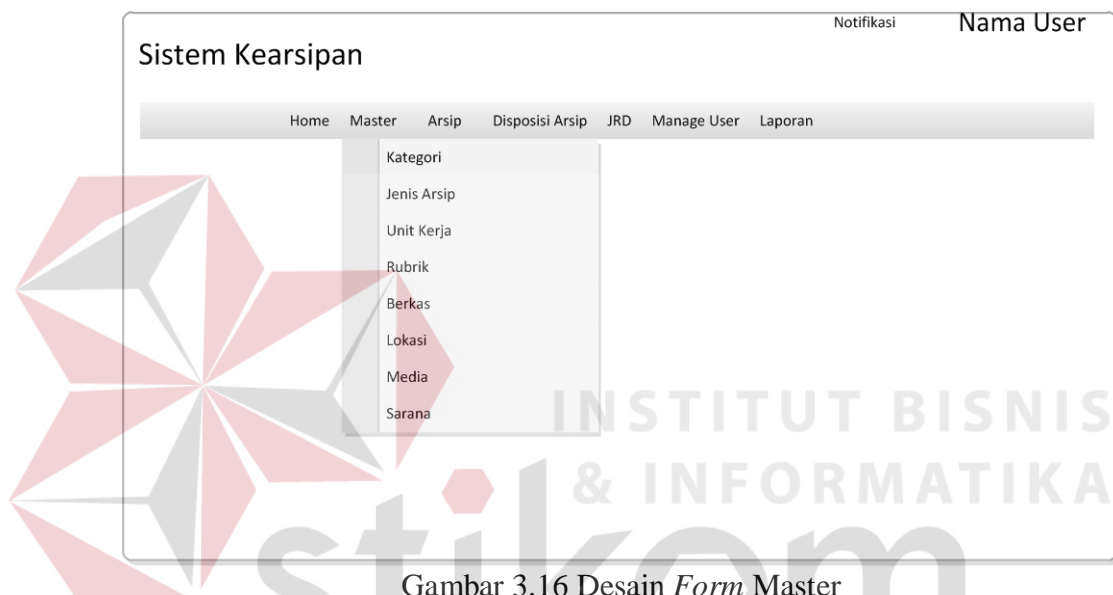 Notifikasi Nama User
Sistem Kearsipan
Home Master Arsip Disposisi Arsip JRD Manage User Laporan
Kategori
Jenis Arsip
Unit Kerja
Rubrik
Berkas
Lokasi
Media
Sarana
INSTITUT BISNIS
& INFORMATIKA
stikom
Gambar 3.16 Desain Form Master